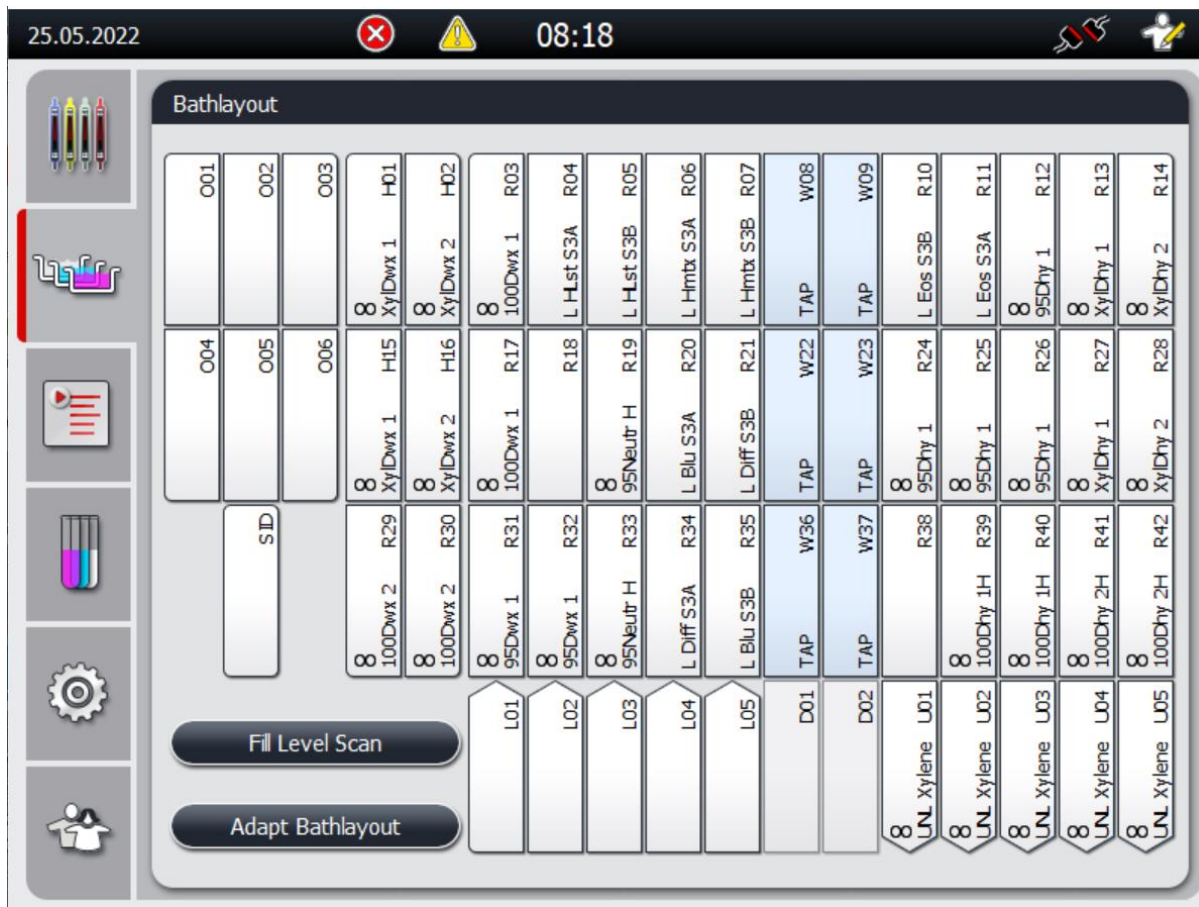 25.05.2022
08:18
Bathlayout
O01
O02
O03
XylDwx 1 H01
XylDwx 2 H02
100Dwx 1 R03
L HLst S3A R04
L HLst S3B R05
L Hmtx S3A R06
L Hmtx S3B R07
TAP W08
TAP W09
L Eos S3B R10
L Eos S3A R11
95Dhy 1 R12
XylDhy 1 R13
XylDhy 2 R14
O04
O05
O06
XylDwx 1 H15
XylDwx 2 H16
100Dwx 1 R17
R18
95Neutr H R19
L Blu S3A R20
L Diff S3B R21
TAP W22
TAP W23
95Dhy 1 R24
95Dhy 1 R25
95Dhy 1 R26
XylDhy 1 R27
XylDhy 2 R28
SID
100Dwx 2 R29
100Dwx 2 R30
95Dwx 1 R31
95Dwx 1 R32
95Neutr H R33
L Diff S3A R34
L Blu S3B R35
TAP W36
TAP W37
R38
100Dhy 1H R39
100Dhy 1H R40
100Dhy 2H R41
100Dhy 2H R42
L01
L02
L03
L04
L05
D01
D02
UNL Xylene U01
UNL Xylene U02
UNL Xylene U03
UNL Xylene U04
UNL Xylene U05
Fill Level Scan
Adapt Bathlayout